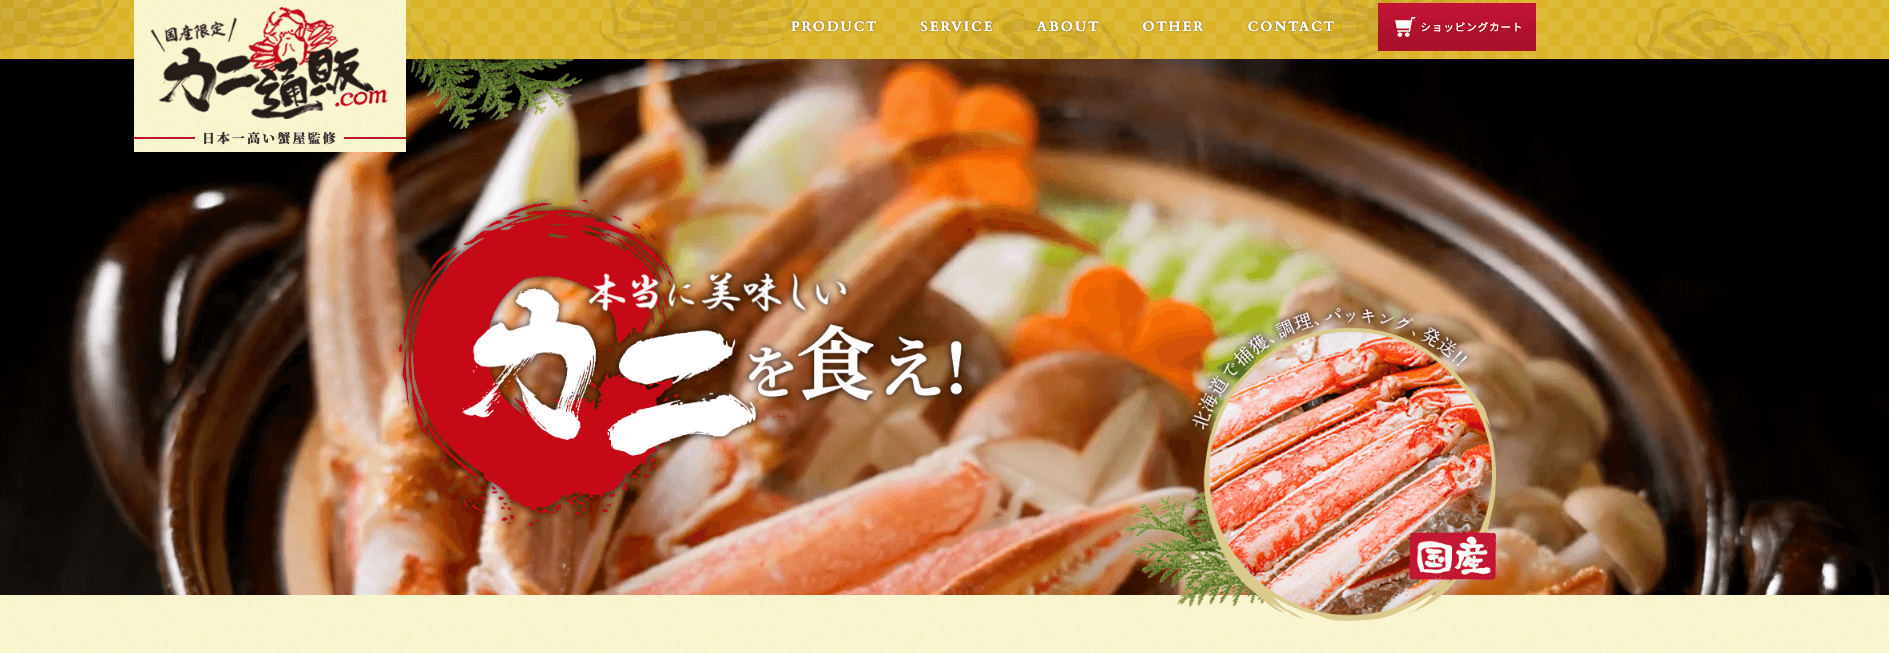 国産限定
カニ通販
.com
日本一高い蟹屋監修
PRODUCT SERVICE ABOUT OTHER CONTACT ショッピングカート
本当に美味しい
カニを食え!
北海道で捕獲、調理、パッキング、発送!!
国産